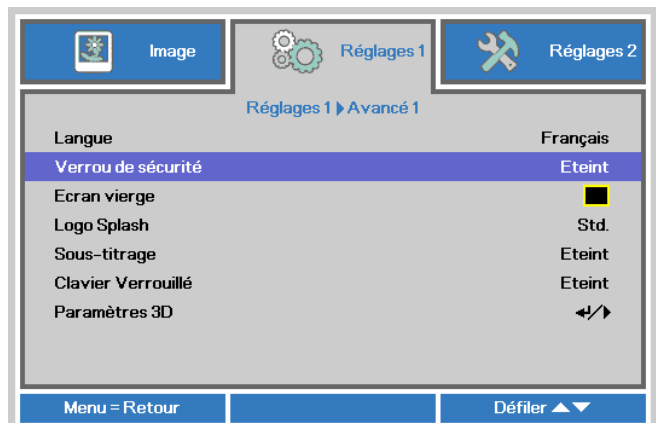 Image
Réglages 1
Réglages 2
Réglages 1 Avancé 1
Langue Français
Verrou de sécurité Eteint
Ecran vierge
Logo Splash Std.
Sous-titrage Eteint
Clavier Verrouillé Eteint
Paramètres 3D
Menu = Retour
Défiler